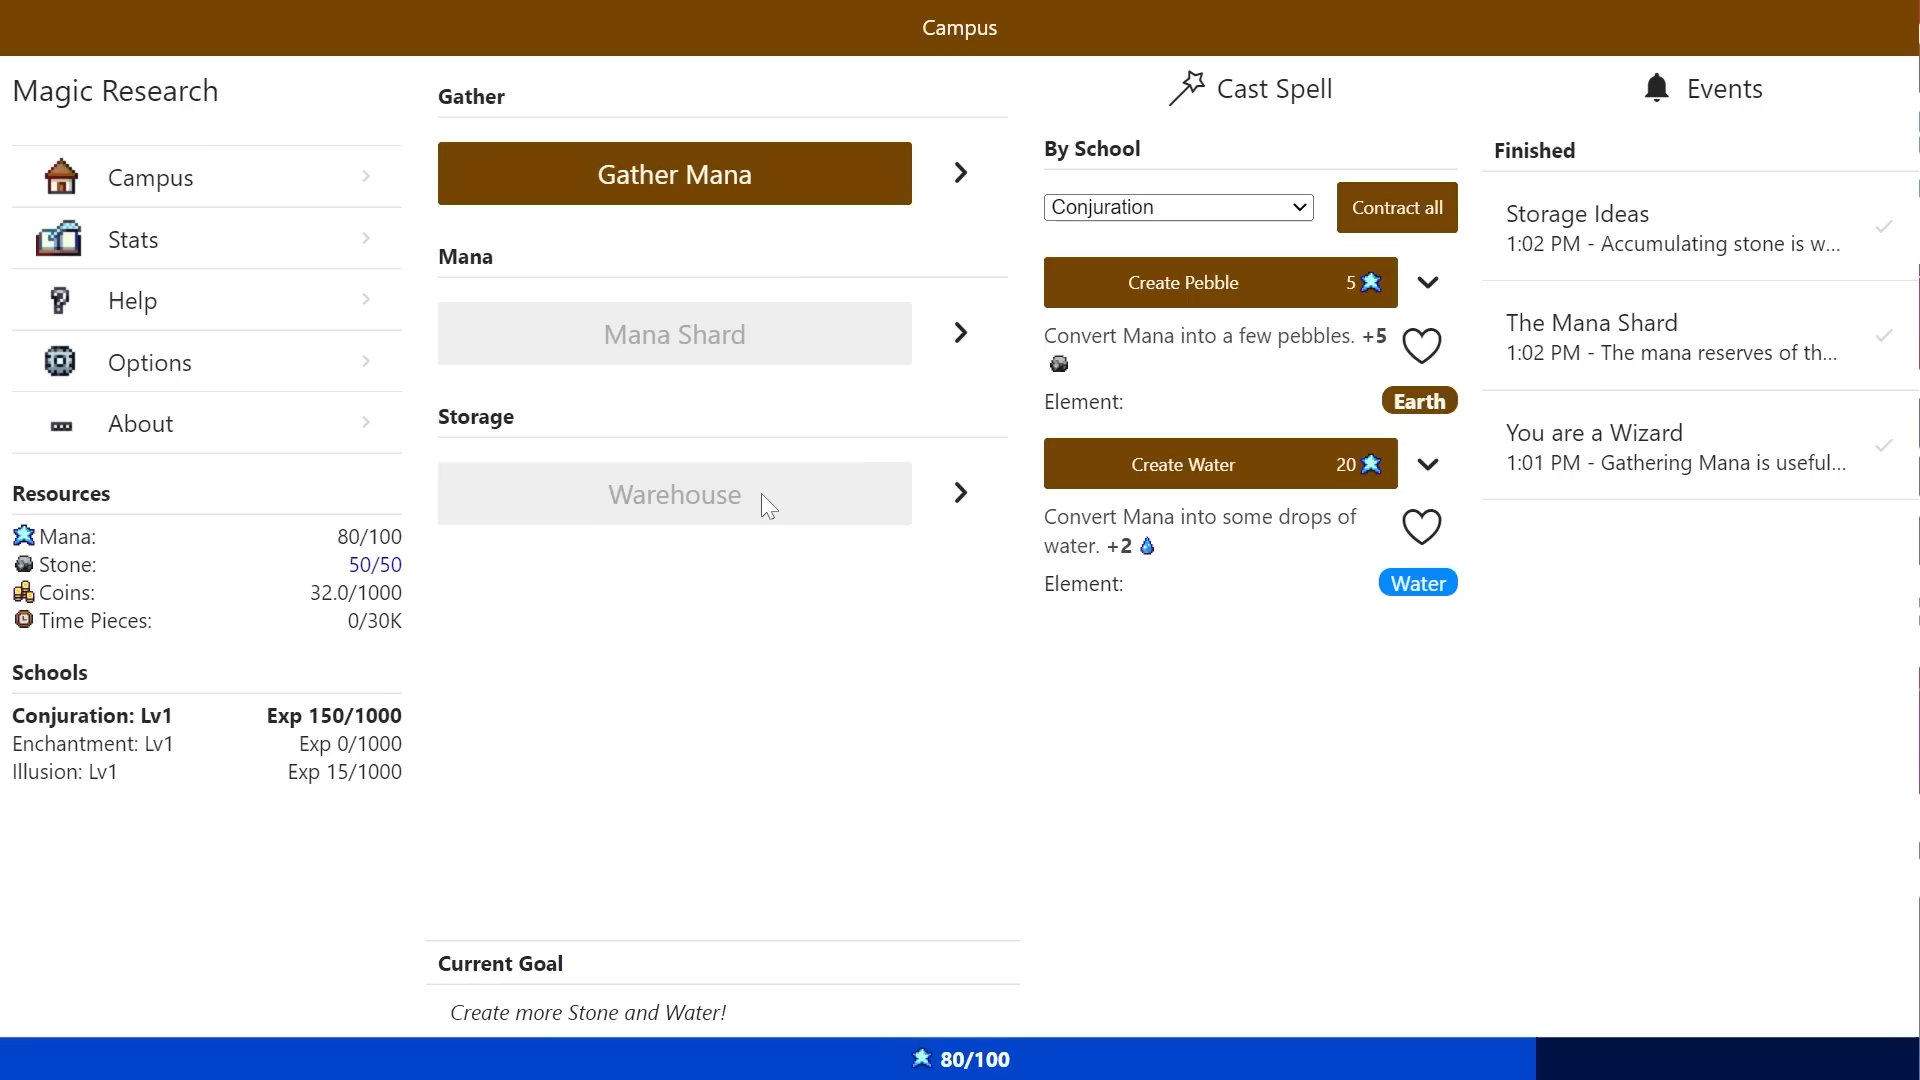 Campus
Magic Research
Campus
Stats
Help
Options
About
Resources
Mana: 80/100
Stone: 50/50
Coins: 32.0/1000
Time Pieces: 0/30K
Schools
Conjuration: Lv1 Exp 150/1000
Enchantment: Lv1 Exp 0/1000
Illusion: Lv1 Exp 15/1000
Gather
Gather Mana
Mana
Mana Shard
Storage
Warehouse
Current Goal
Create more Stone and Water!
Cast Spell
By School
Conjuration
Contract all
Create Pebble 5
Convert Mana into a few pebbles. +5
Element: Earth
Create Water 20
Convert Mana into some drops of
water. +2
Element: Water
Events
Finished
Storage Ideas
1:02 PM - Accumulating stone is w...
The Mana Shard
1:02 PM - The mana reserves of th...
You are a Wizard
1:01 PM - Gathering Mana is useful...
80/100